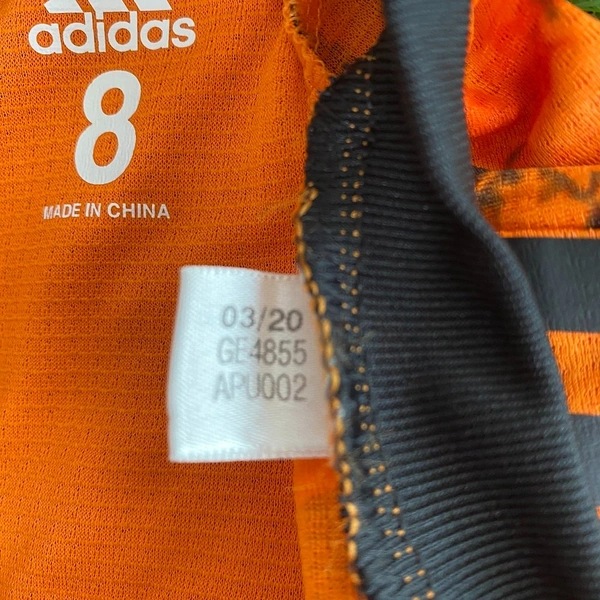 adidas
8
MADE IN CHINA
03/20
GE4855
APU002